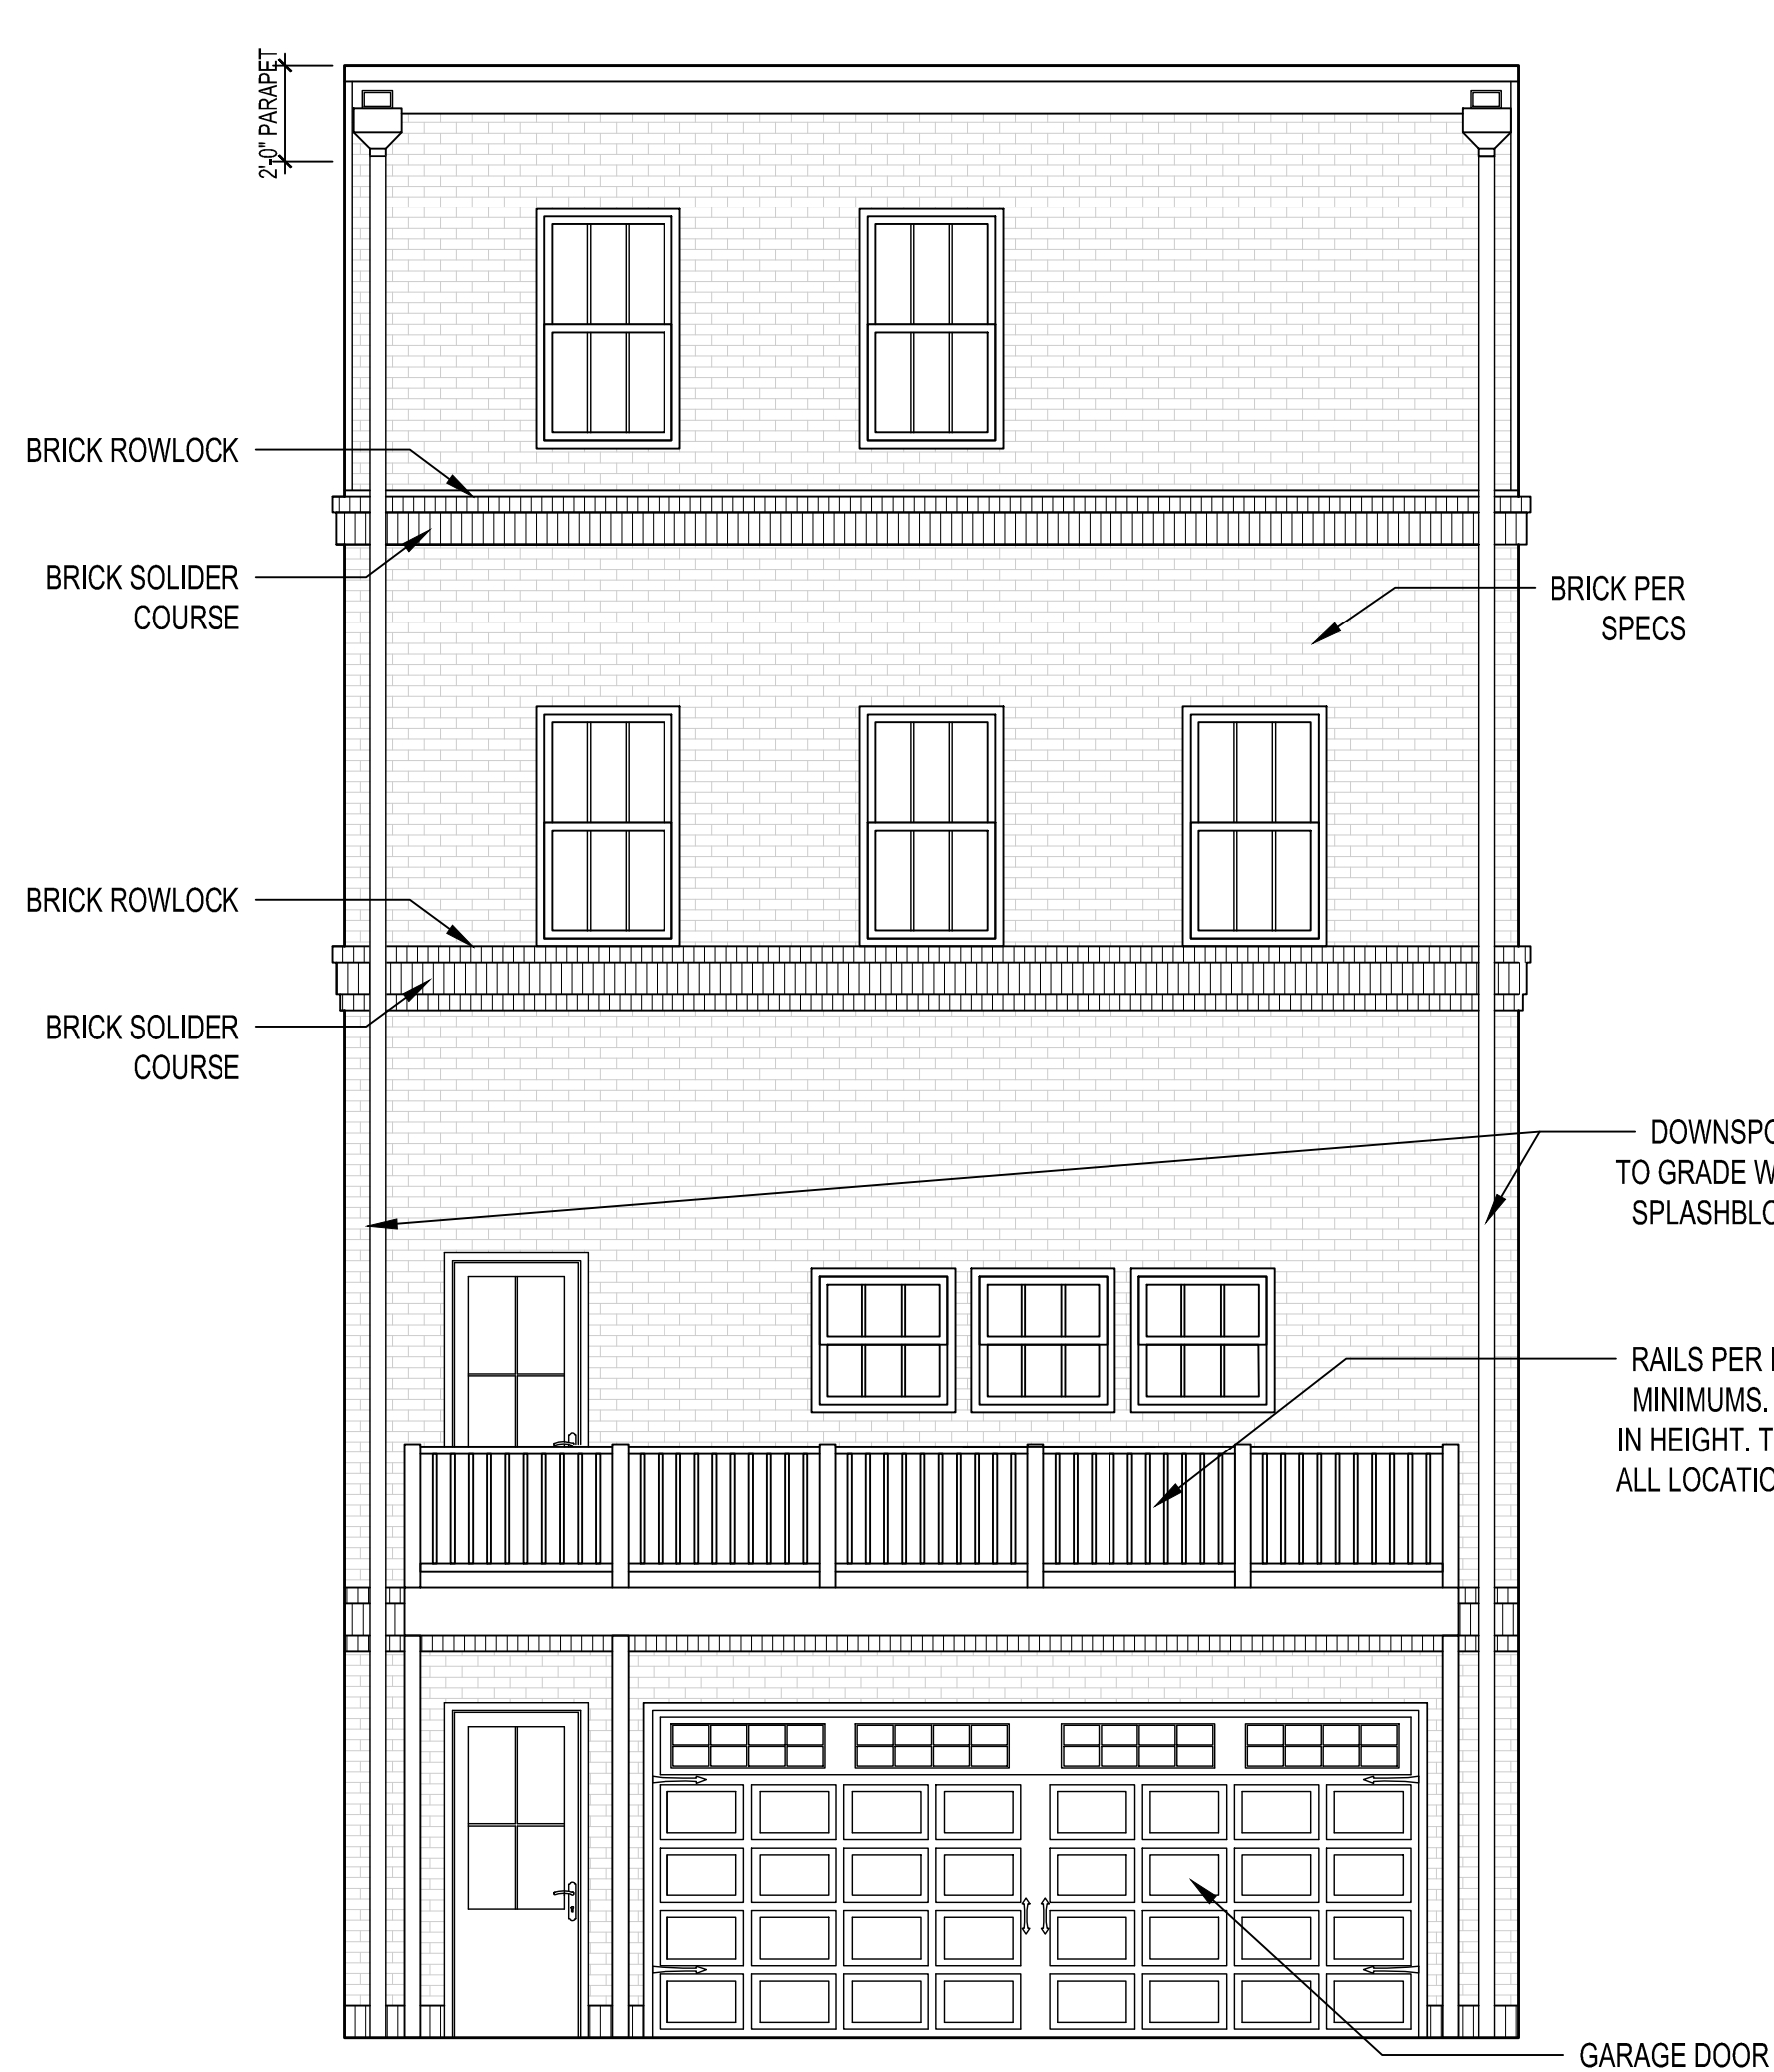 2'-0" PARAPET
BRICK ROWLOCK
BRICK SOLIDER
COURSE
BRICK PER
SPECS
BRICK ROWLOCK
BRICK SOLIDER
COURSE
TO GRADE
RAILS PER
MINIMUMS.
IN HEIGHT.
ALL
GARAGE DOOR